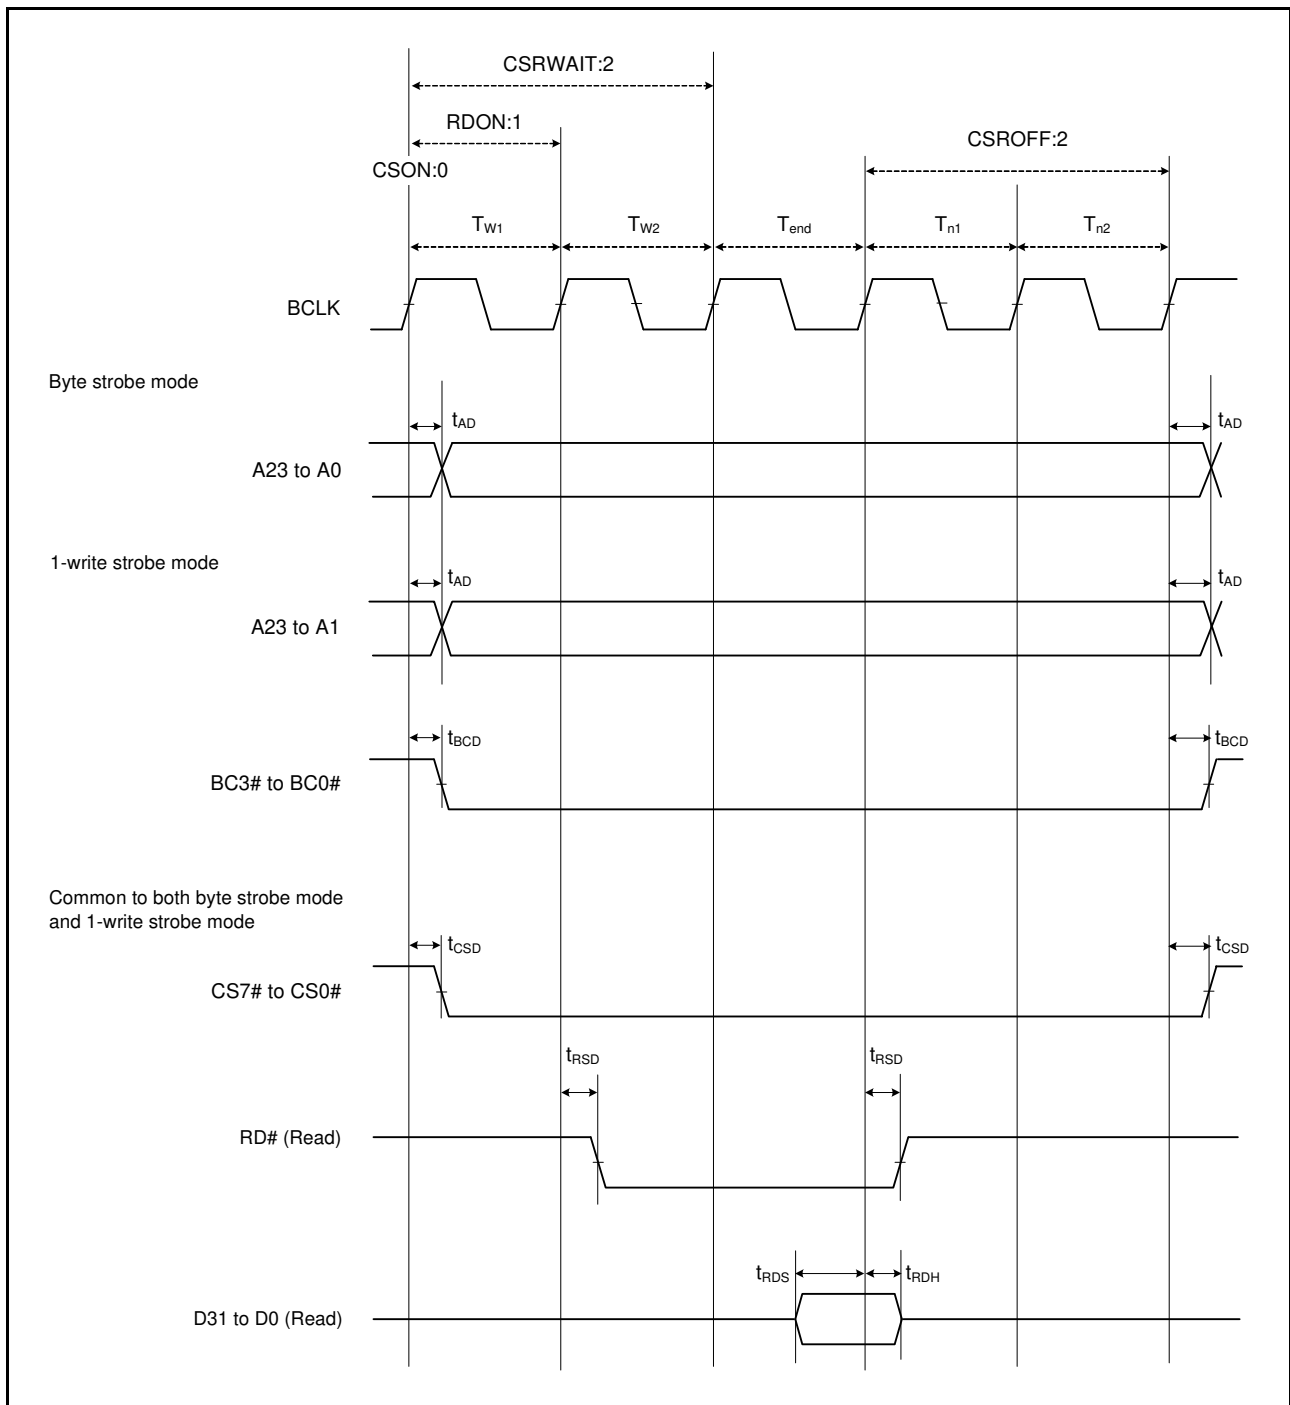 CSRWAIT:2
RDON:1
CSROFF:2
CSON:0
TW1 TW2 Tend Tn1 Tn2
BCLK
Byte strobe mode
tAD tAD
A23 to A0
1-write strobe mode
tAD tAD
A23 to A1
tBCD tBCD
BC3# to BC0#
Common to both byte strobe mode
and 1-write strobe mode
tCSD tCSD
CS7# to CS0#
tRSD tRSD
RD# (Read)
tRDS tRDH
D31 to D0 (Read)